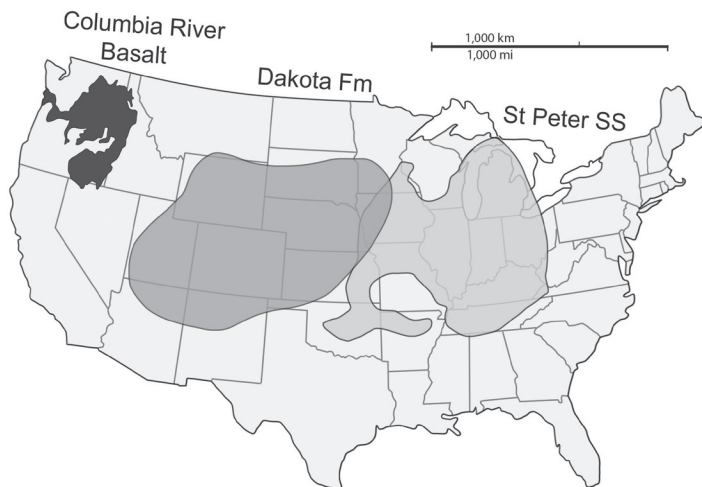 Columbia River
Basalt
Dakota Fm
St Peter SS
1,000 km
1,000 mi